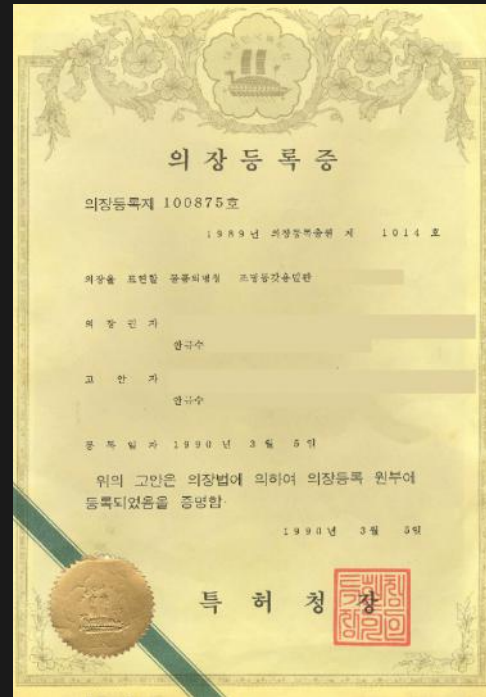 의장등록증
의장등록제 100875호
1989년 의장등록출원 제 1014 호
의장을 표현할 물품의명칭 조명등갓용덮판
의 장 권 자
안규수
고 안 자
안규수
등 록 일 자 1990 년 3 월 5 일
위의 고안은 의장법에 의하여 의장등록 원부에
등록되었음을 증명함.
1990년 3월 5일
특 허 청 장